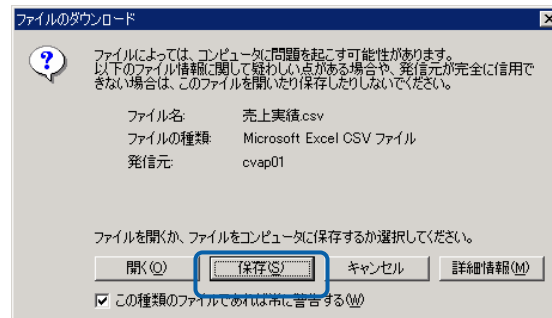 ファイルのダウンロード
ファイルによっては、コンピュータに問題を起こす可能性があります。
以下のファイル情報に関して疑わしい点がある場合や、発信元が完全に信用で
きない場合は、このファイルを開いたり保存したりしないでください。
ファイル名: 売上実績.csv
ファイルの種類: Microsoft Excel CSV ファイル
発信元: cvap01
ファイルを開くか、ファイルをコンピュータに保存するか選択してください。
開く(O) 保存(S) キャンセル 詳細情報(M)
この種類のファイルであれば常に警告する(W)